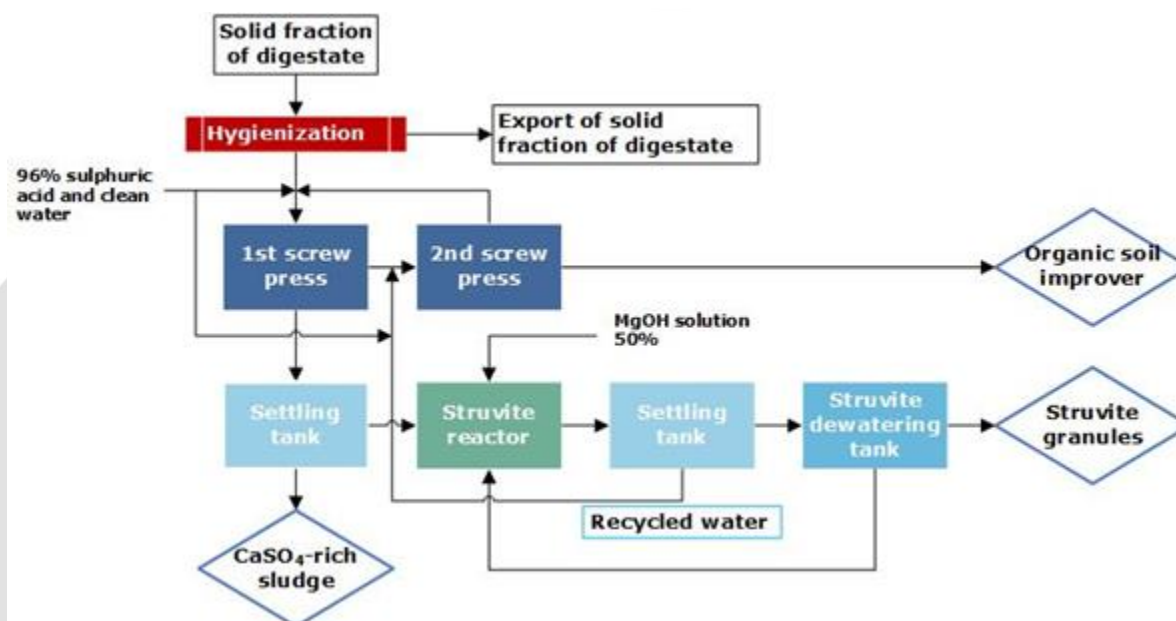 Solid fraction
of digestate
Hygienization
Export of solid
fraction of digestate
96% sulphuric
acid and clean
water
1st screw
press
2nd screw
press
Organic soil
improver
MgOH solution
50%
Settling
tank
Struvite
reactor
Settling
tank
Struvite
dewatering
tank
Struvite
granules
Recycled water
CaSO₄-rich
sludge